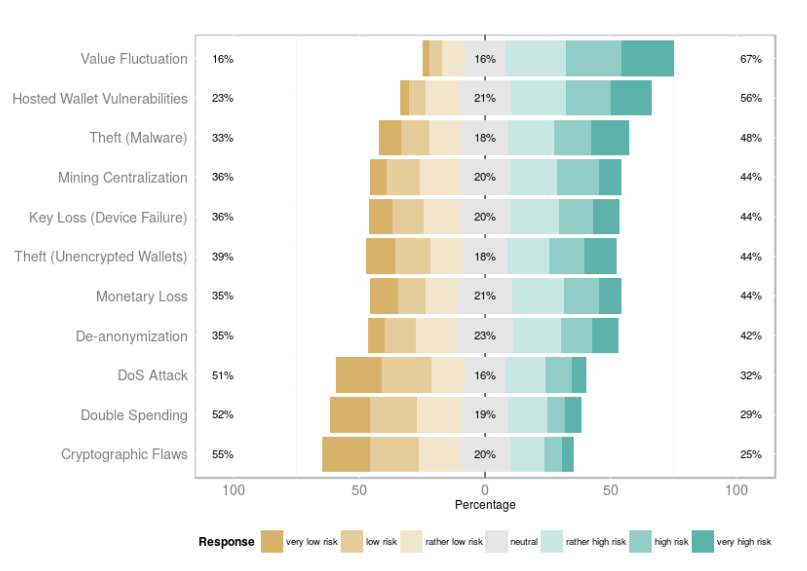 Value Fluctuation 16% 16% 67%
Hosted Wallet Vulnerabilities 23% 21% 56%
Theft (Malware) 33% 18% 48%
Mining Centralization 36% 20% 44%
Key Loss (Device Failure) 36% 20% 44%
Theft (Unencrypted Wallets) 39% 18% 44%
Monetary Loss 35% 21% 44%
De-anonymization 35% 23% 42%
DoS Attack 51% 16% 32%
Double Spending 52% 19% 29%
Cryptographic Flaws 55% 20% 25%
100 50 0 50 100
Percentage
Response very low risk low risk rather low risk neutral rather high risk high risk very high risk